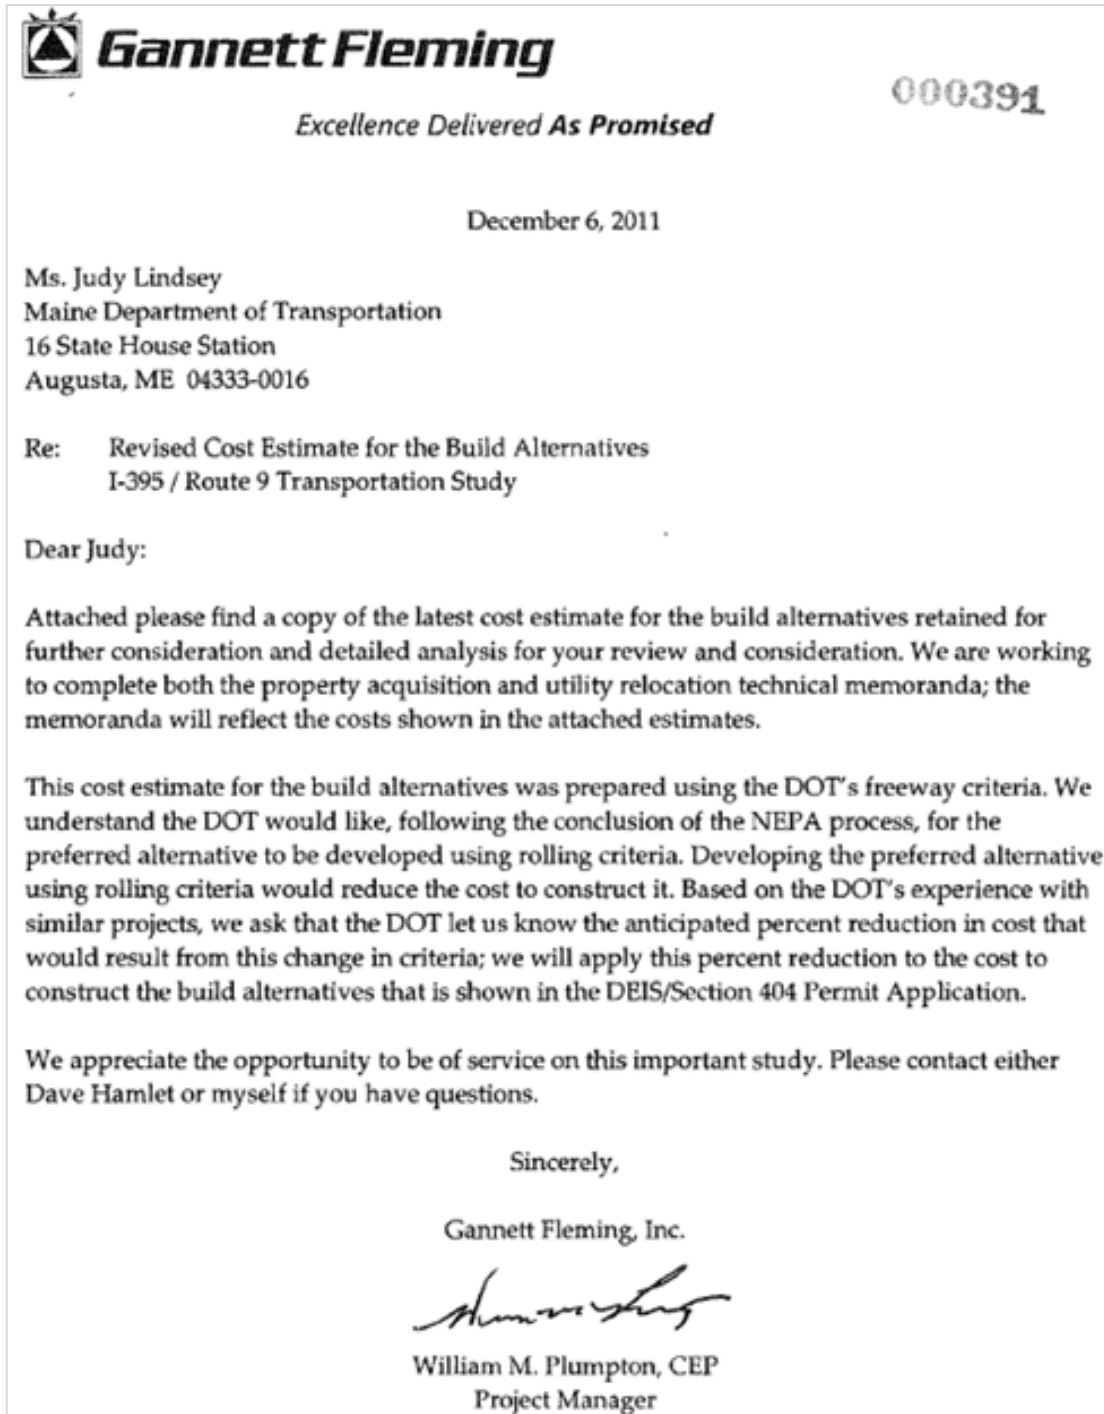 Gannett Fleming
000391
Excellence Delivered As Promised
December 6, 2011
Ms. Judy Lindsey
Maine Department of Transportation
16 State House Station
Augusta, ME 04333-0016
Re: Revised Cost Estimate for the Build Alternatives
I-395 / Route 9 Transportation Study
Dear Judy:
Attached please find a copy of the latest cost estimate for the build alternatives retained for
further consideration and detailed analysis for your review and consideration. We are working
to complete both the property acquisition and utility relocation technical memoranda; the
memoranda will reflect the costs shown in the attached estimates.
This cost estimate for the build alternatives was prepared using the DOT's freeway criteria. We
understand the DOT would like, following the conclusion of the NEPA process, for the
preferred alternative to be developed using rolling criteria. Developing the preferred alternative
using rolling criteria would reduce the cost to construct it. Based on the DOT's experience with
similar projects, we ask that the DOT let us know the anticipated percent reduction in cost that
would result from this change in criteria; we will apply this percent reduction to the cost to
construct the build alternatives that is shown in the DEIS/Section 404 Permit Application.
We appreciate the opportunity to be of service on this important study. Please contact either
Dave Hamlet or myself if you have questions.
Sincerely,
Gannett Fleming, Inc.
William M. Plumpton, CEP
Project Manager